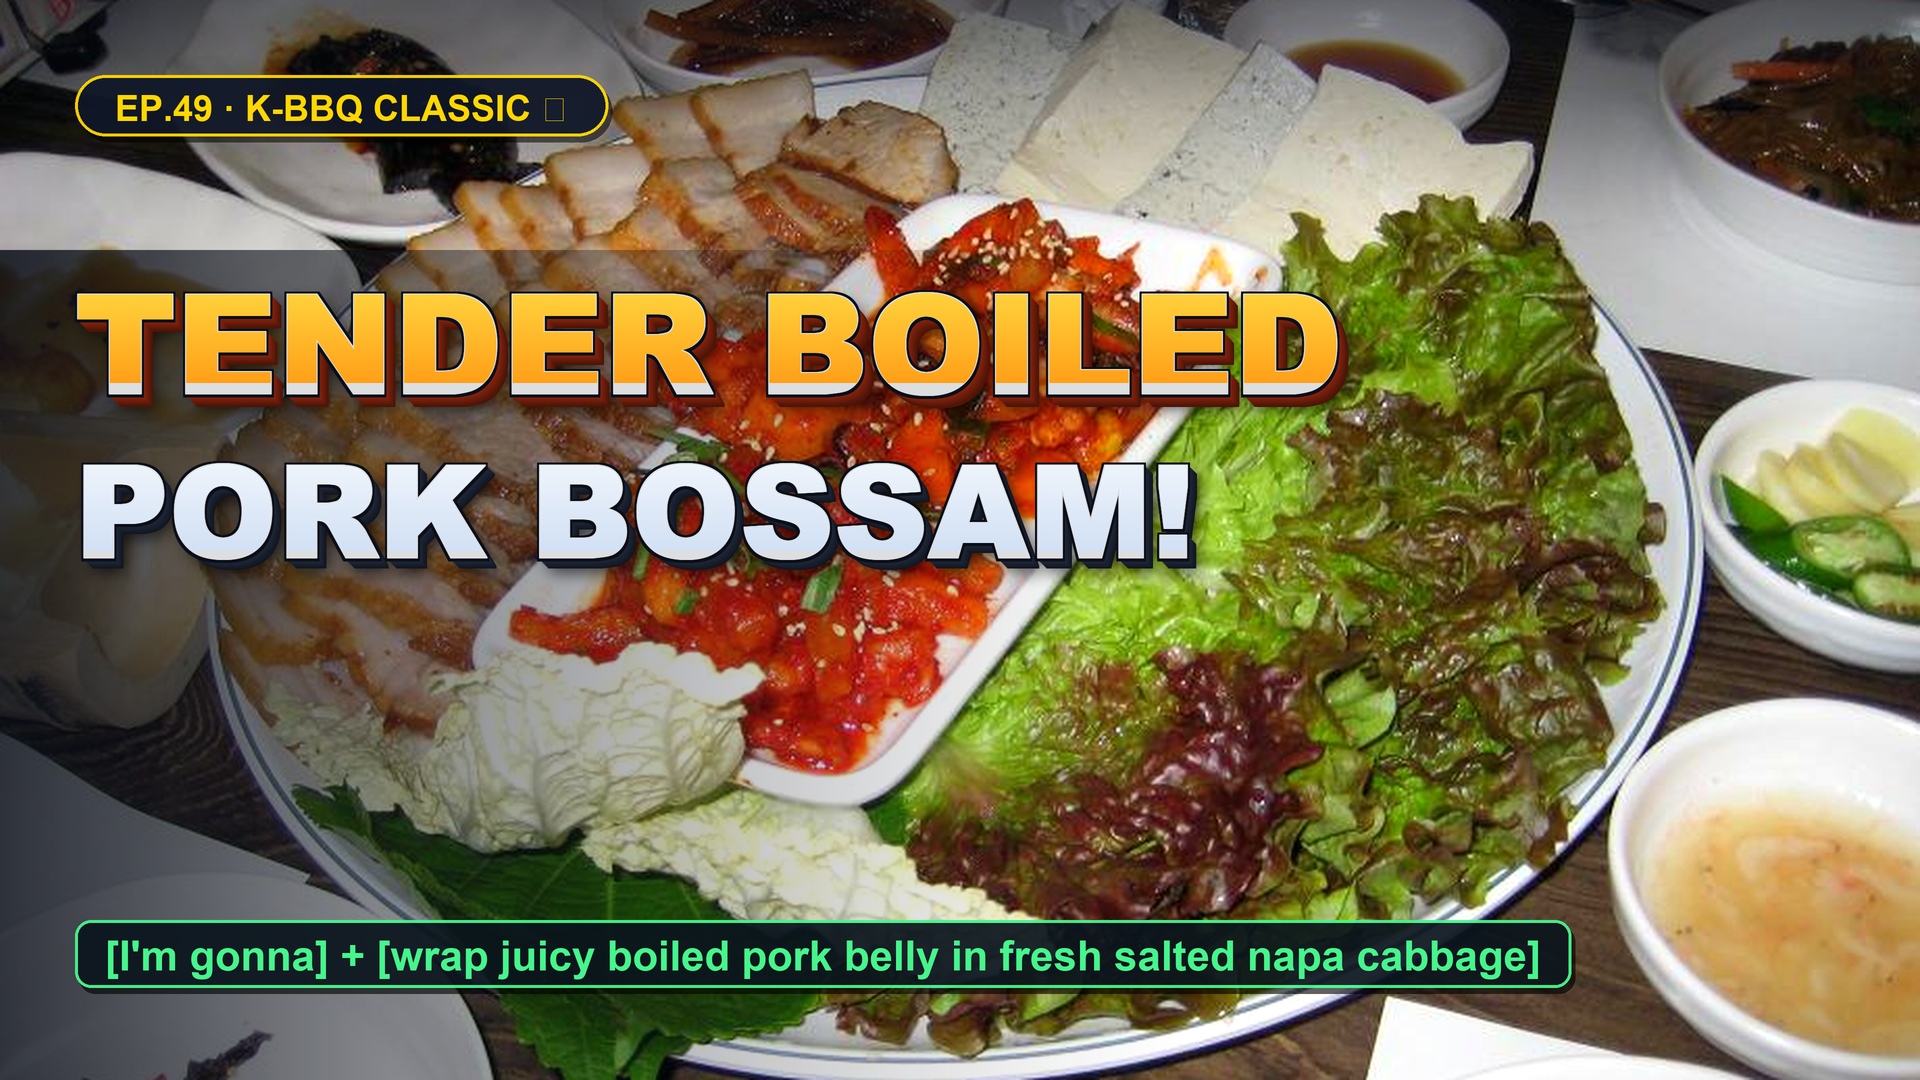 EP.49 · K-BBQ CLASSIC
TENDER BOILED
PORK BOSSAM!
[I'm gonna] + [wrap juicy boiled pork belly in fresh salted napa cabbage]